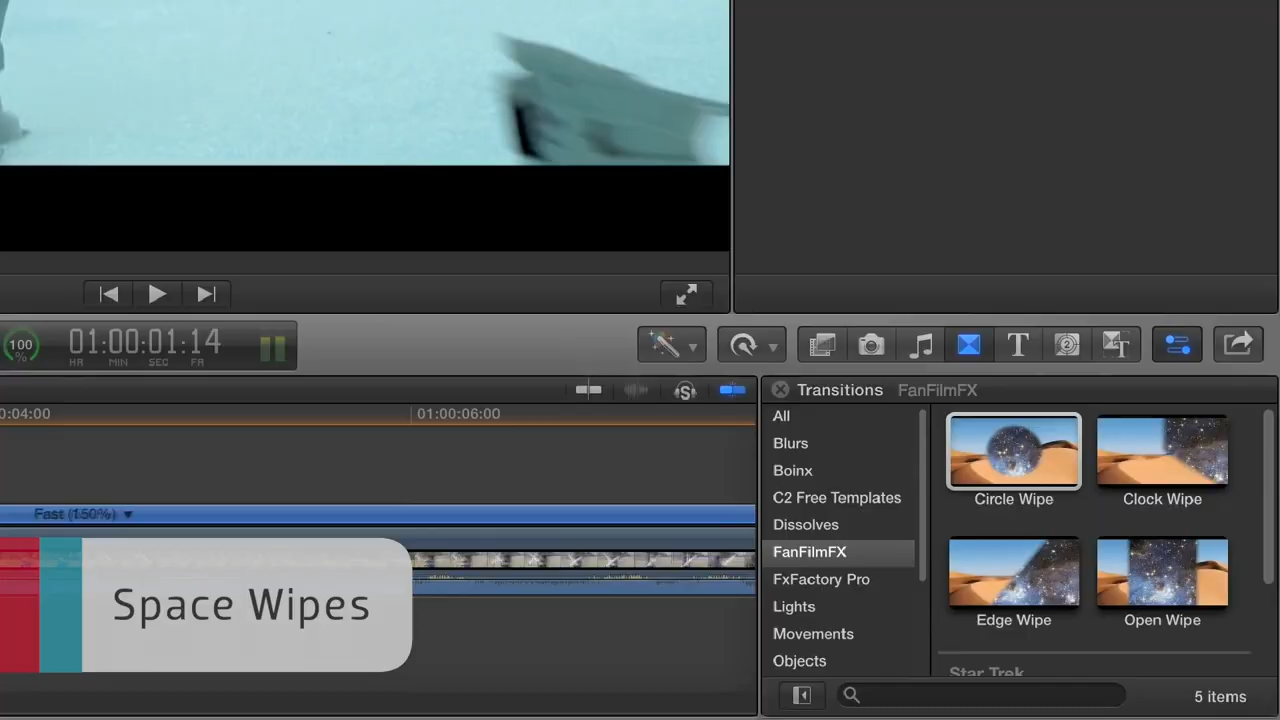 100
%
01:00:01:14
HR MIN SEC FR
2
T
T
S
0:04:00
01:00:06:00
Fast (150%)
Space Wipes
Transitions FanFilmFX
All
Blurs
Boinx
C2 Free Templates
Dissolves
FanFilmFX
FxFactory Pro
Lights
Movements
Objects
Circle Wipe
Clock Wipe
Edge Wipe
Open Wipe
Star Trek
5 items